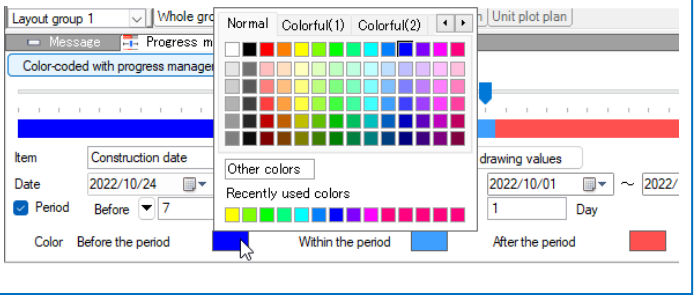 Layout group 1 Whole gro Unit plot plan
Normal Colorful(1) Colorful(2)
Message Progress m
Color-coded with progress manager
Other colors
Recently used colors
Item Construction date drawing values
Date 2022/10/24 2022/10/01 ~ 2022/
Period Before 7 1 Day
Color Before the period Within the period After the period